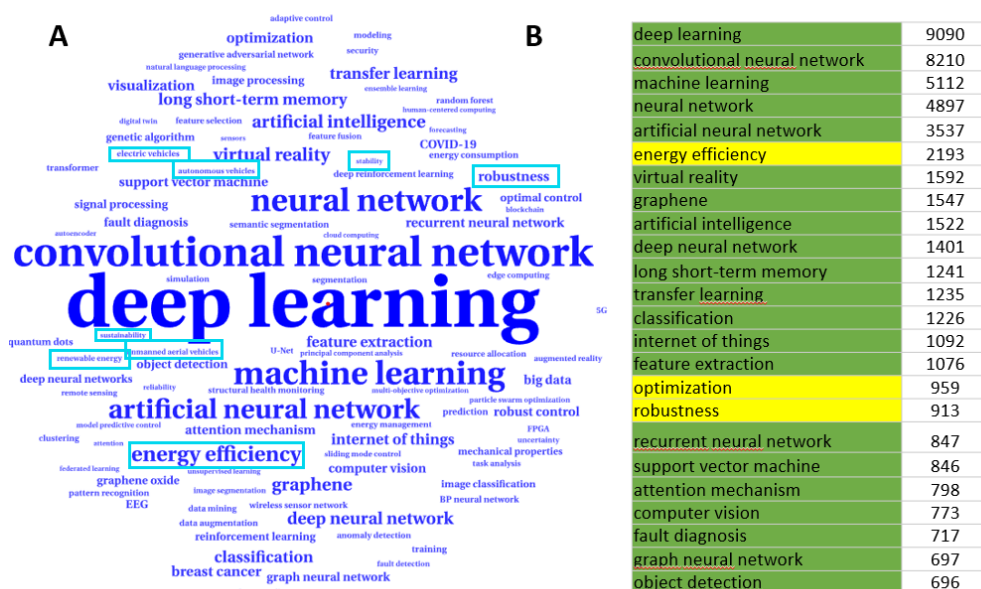 A
B
adaptive control
optimization
modeling
generative adversarial network
security
natural language processing
image processing
transfer learning
visualization
ensemble learning
long short-term memory
random forest
human-centered computing
digital twin
feature selection
artificial intelligence
forecasting
genetic algorithm
sensors
feature fusion
COVID-19
electric vehicles
virtual reality
stability
energy consumption
transformer
autonomous vehicles
deep reinforcement learning
robustness
support vector machine
neural network
optimal control
signal processing
blockchain
fault diagnosis
semantic segmentation
recurrent neural network
autoencoder
cloud computing
convolutional neural network
simulation
segmentation
edge computing
deep learning
5G
sustainability
quantum dots
feature extraction
renewable energy
unmanned aerial vehicles
U-Net
principal component analysis
resource allocation
augmented reality
object detection
machine learning
deep neural networks
big data
remote sensing
reliability
structural health monitoring
multi-objective optimization
particle swarm optimization
artificial neural network
prediction
robust control
model predictive control
attention mechanism
energy management
FPGA
clustering
attention
internet of things
uncertainty
energy efficiency
sliding mode control
mechanical properties
federated learning
unsupervised learning
computer vision
task analysis
graphene oxide
graphene
image classification
pattern recognition
image segmentation
EEG
wireless sensor network
BP neural network
data mining
data augmentation
deep neural network
reinforcement learning
anomaly detection
training
classification
fault detection
breast cancer
graph neural network
deep learning 9090
convolutional neural network 8210
machine learning 5112
neural network 4897
artificial neural network 3537
energy efficiency 2193
virtual reality 1592
graphene 1547
artificial intelligence 1522
deep neural network 1401
long short-term memory 1241
transfer learning 1235
classification 1226
internet of things 1092
feature extraction 1076
optimization 959
robustness 913
recurrent neural network 847
support vector machine 846
attention mechanism 798
computer vision 773
fault diagnosis 717
graph neural network 697
object detection 696